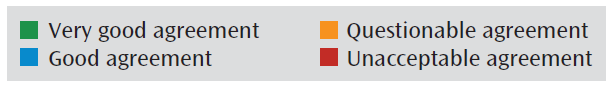 Very good agreement
Good agreement
Questionable agreement
Unacceptable agreement